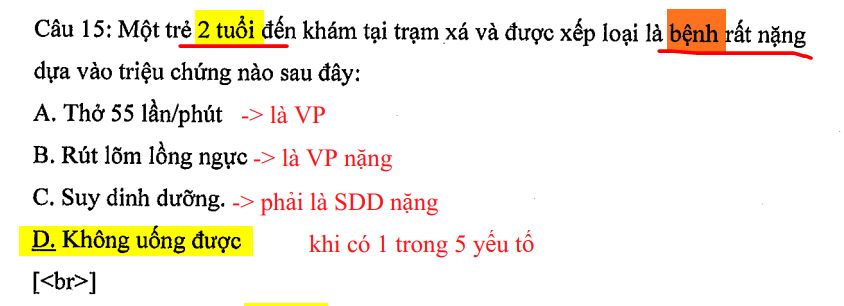 Câu 15: Một trẻ 2 tuổi đến khám tại trạm xá và được xếp loại là bệnh rất nặng
dựa vào triệu chứng nào sau đây:
A. Thở 55 lần/phút -> là VP
B. Rút lõm lồng ngực -> là VP nặng
C. Suy dinh dưỡng. -> phải là SDD nặng
D. Không uống được khi có 1 trong 5 yếu tố
[<br>]